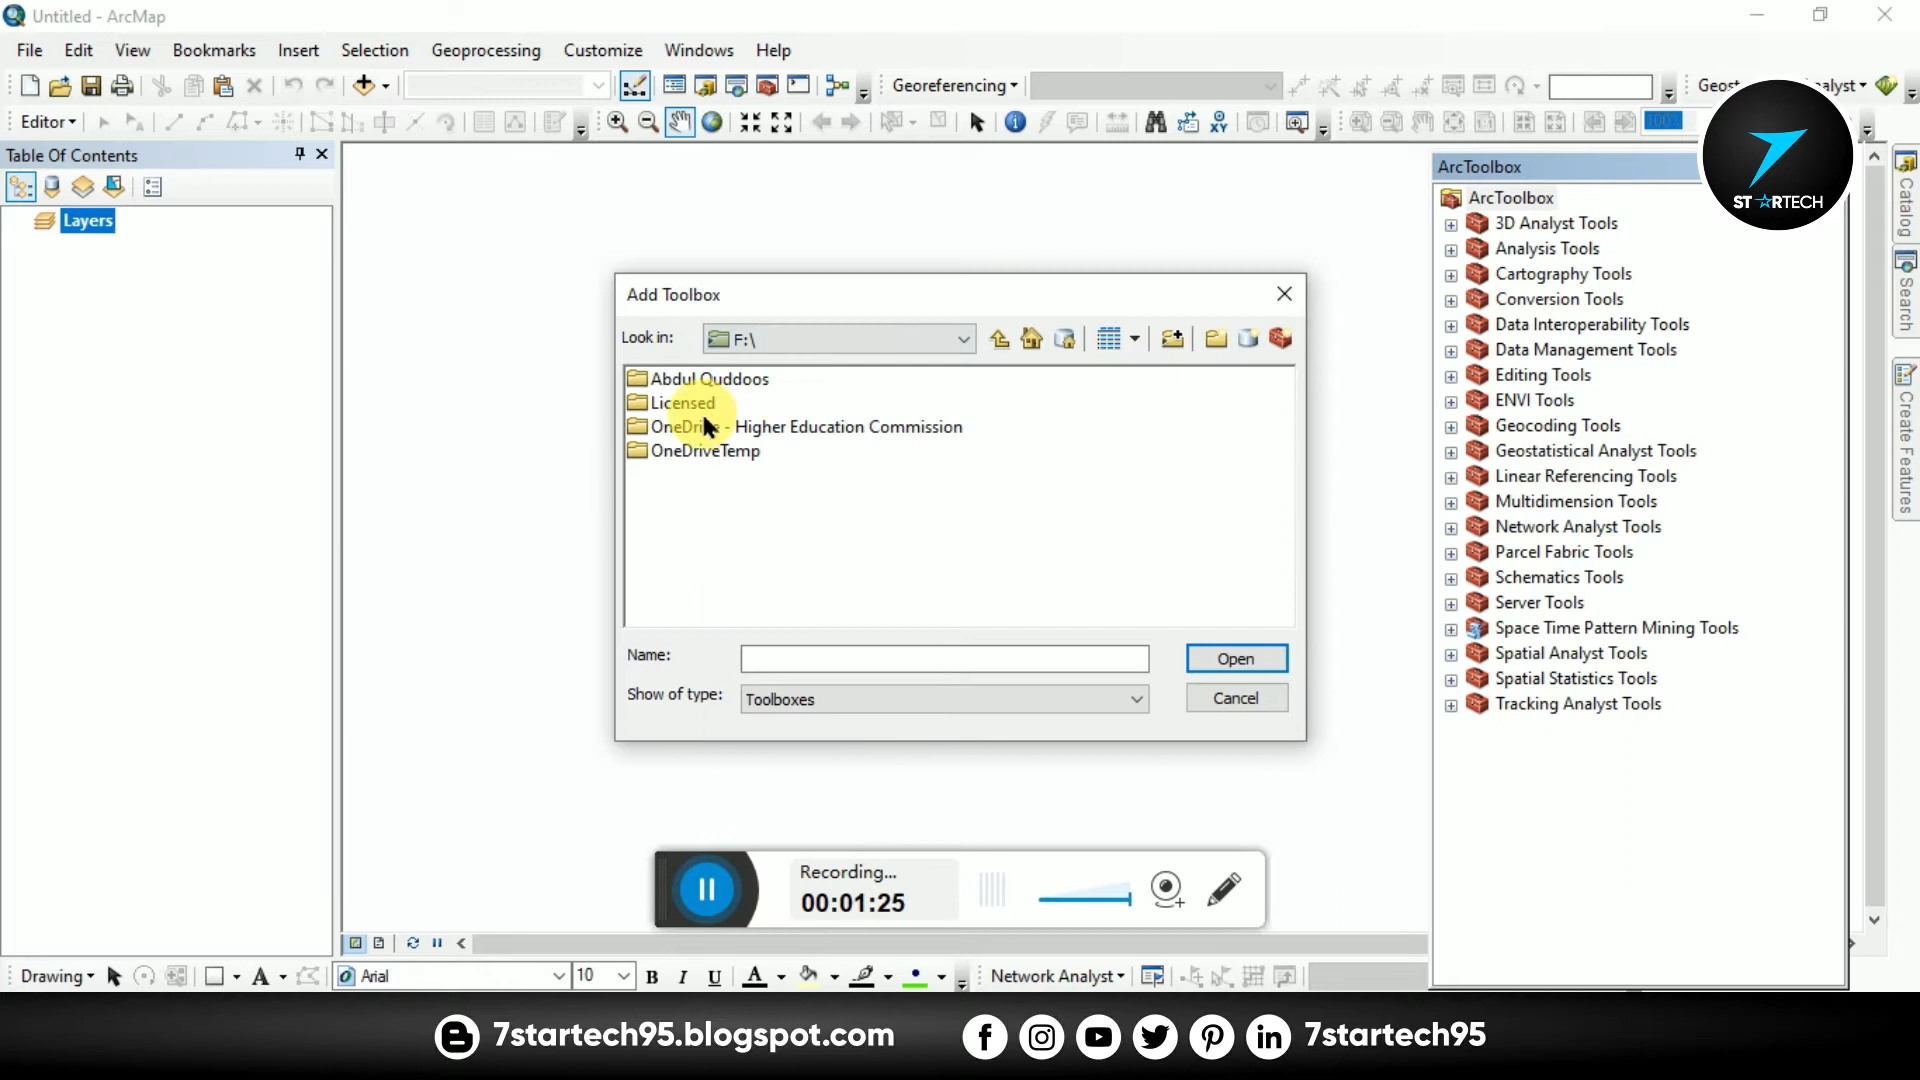 Untitled - ArcMap
File Edit View Bookmarks Insert Selection Geoprocessing Customize Windows Help
Georeferencing
Geost
alyst
Editor
100%
Table Of Contents
Layers
ArcToolbox
ST RTECH
ArcToolbox
3D Analyst Tools
Analysis Tools
Cartography Tools
Conversion Tools
Data Interoperability Tools
Data Management Tools
Editing Tools
ENVI Tools
Geocoding Tools
Geostatistical Analyst Tools
Linear Referencing Tools
Multidimension Tools
Network Analyst Tools
Parcel Fabric Tools
Schematics Tools
Server Tools
Space Time Pattern Mining Tools
Spatial Analyst Tools
Spatial Statistics Tools
Tracking Analyst Tools
Catalog
Search
Create Features
Add Toolbox
Look in: F:\
Abdul Quddoos
Licensed
OneDrive - Higher Education Commission
OneDriveTemp
Name:
Open
Show of type: Toolboxes
Cancel
Recording...
00:01:25
Drawing
A
Arial
10
B I U A
Network Analyst
7startech95.blogspot.com
7startech95